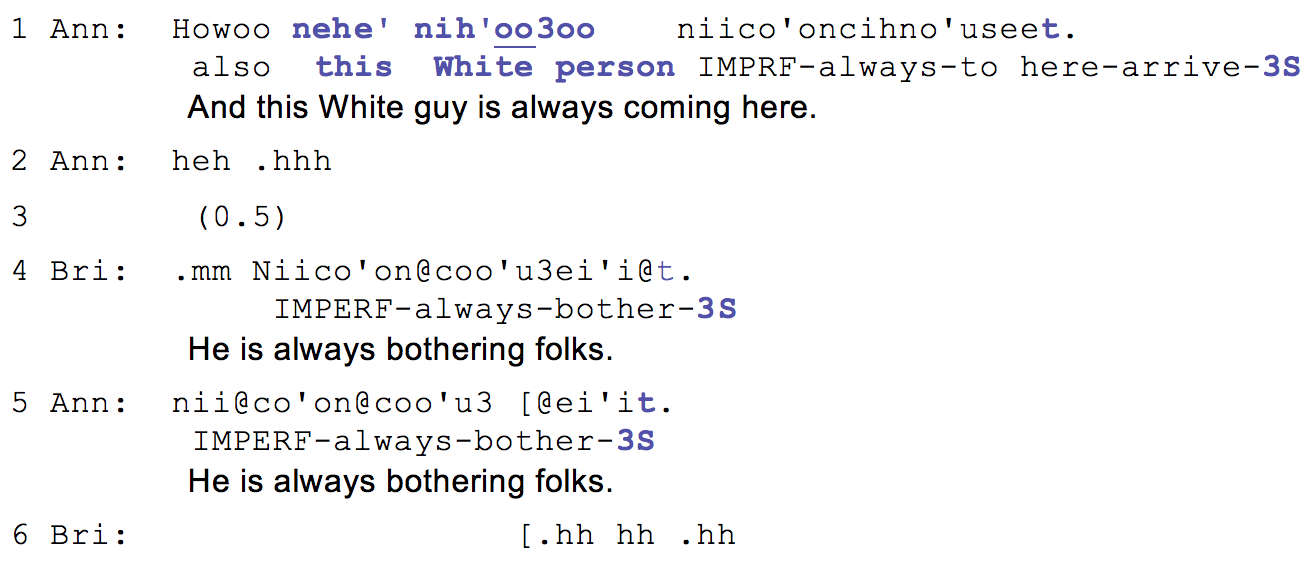 1 Ann: Howoo nehe' nih'oo3oo niico'oncihno'useet.
also this White person IMPRF-always-to here-arrive-3S
And this White guy is always coming here.
2 Ann: heh .hhh
3 (0.5)
4 Bri: .mm Niico'on@coo'u3ei'i@t.
IMPERF-always-bother-3S
He is always bothering folks.
5 Ann: nii@co'on@coo'u3 [@ei'it.
IMPERF-always-bother-3S
He is always bothering folks.
6 Bri: [.hh hh .hh